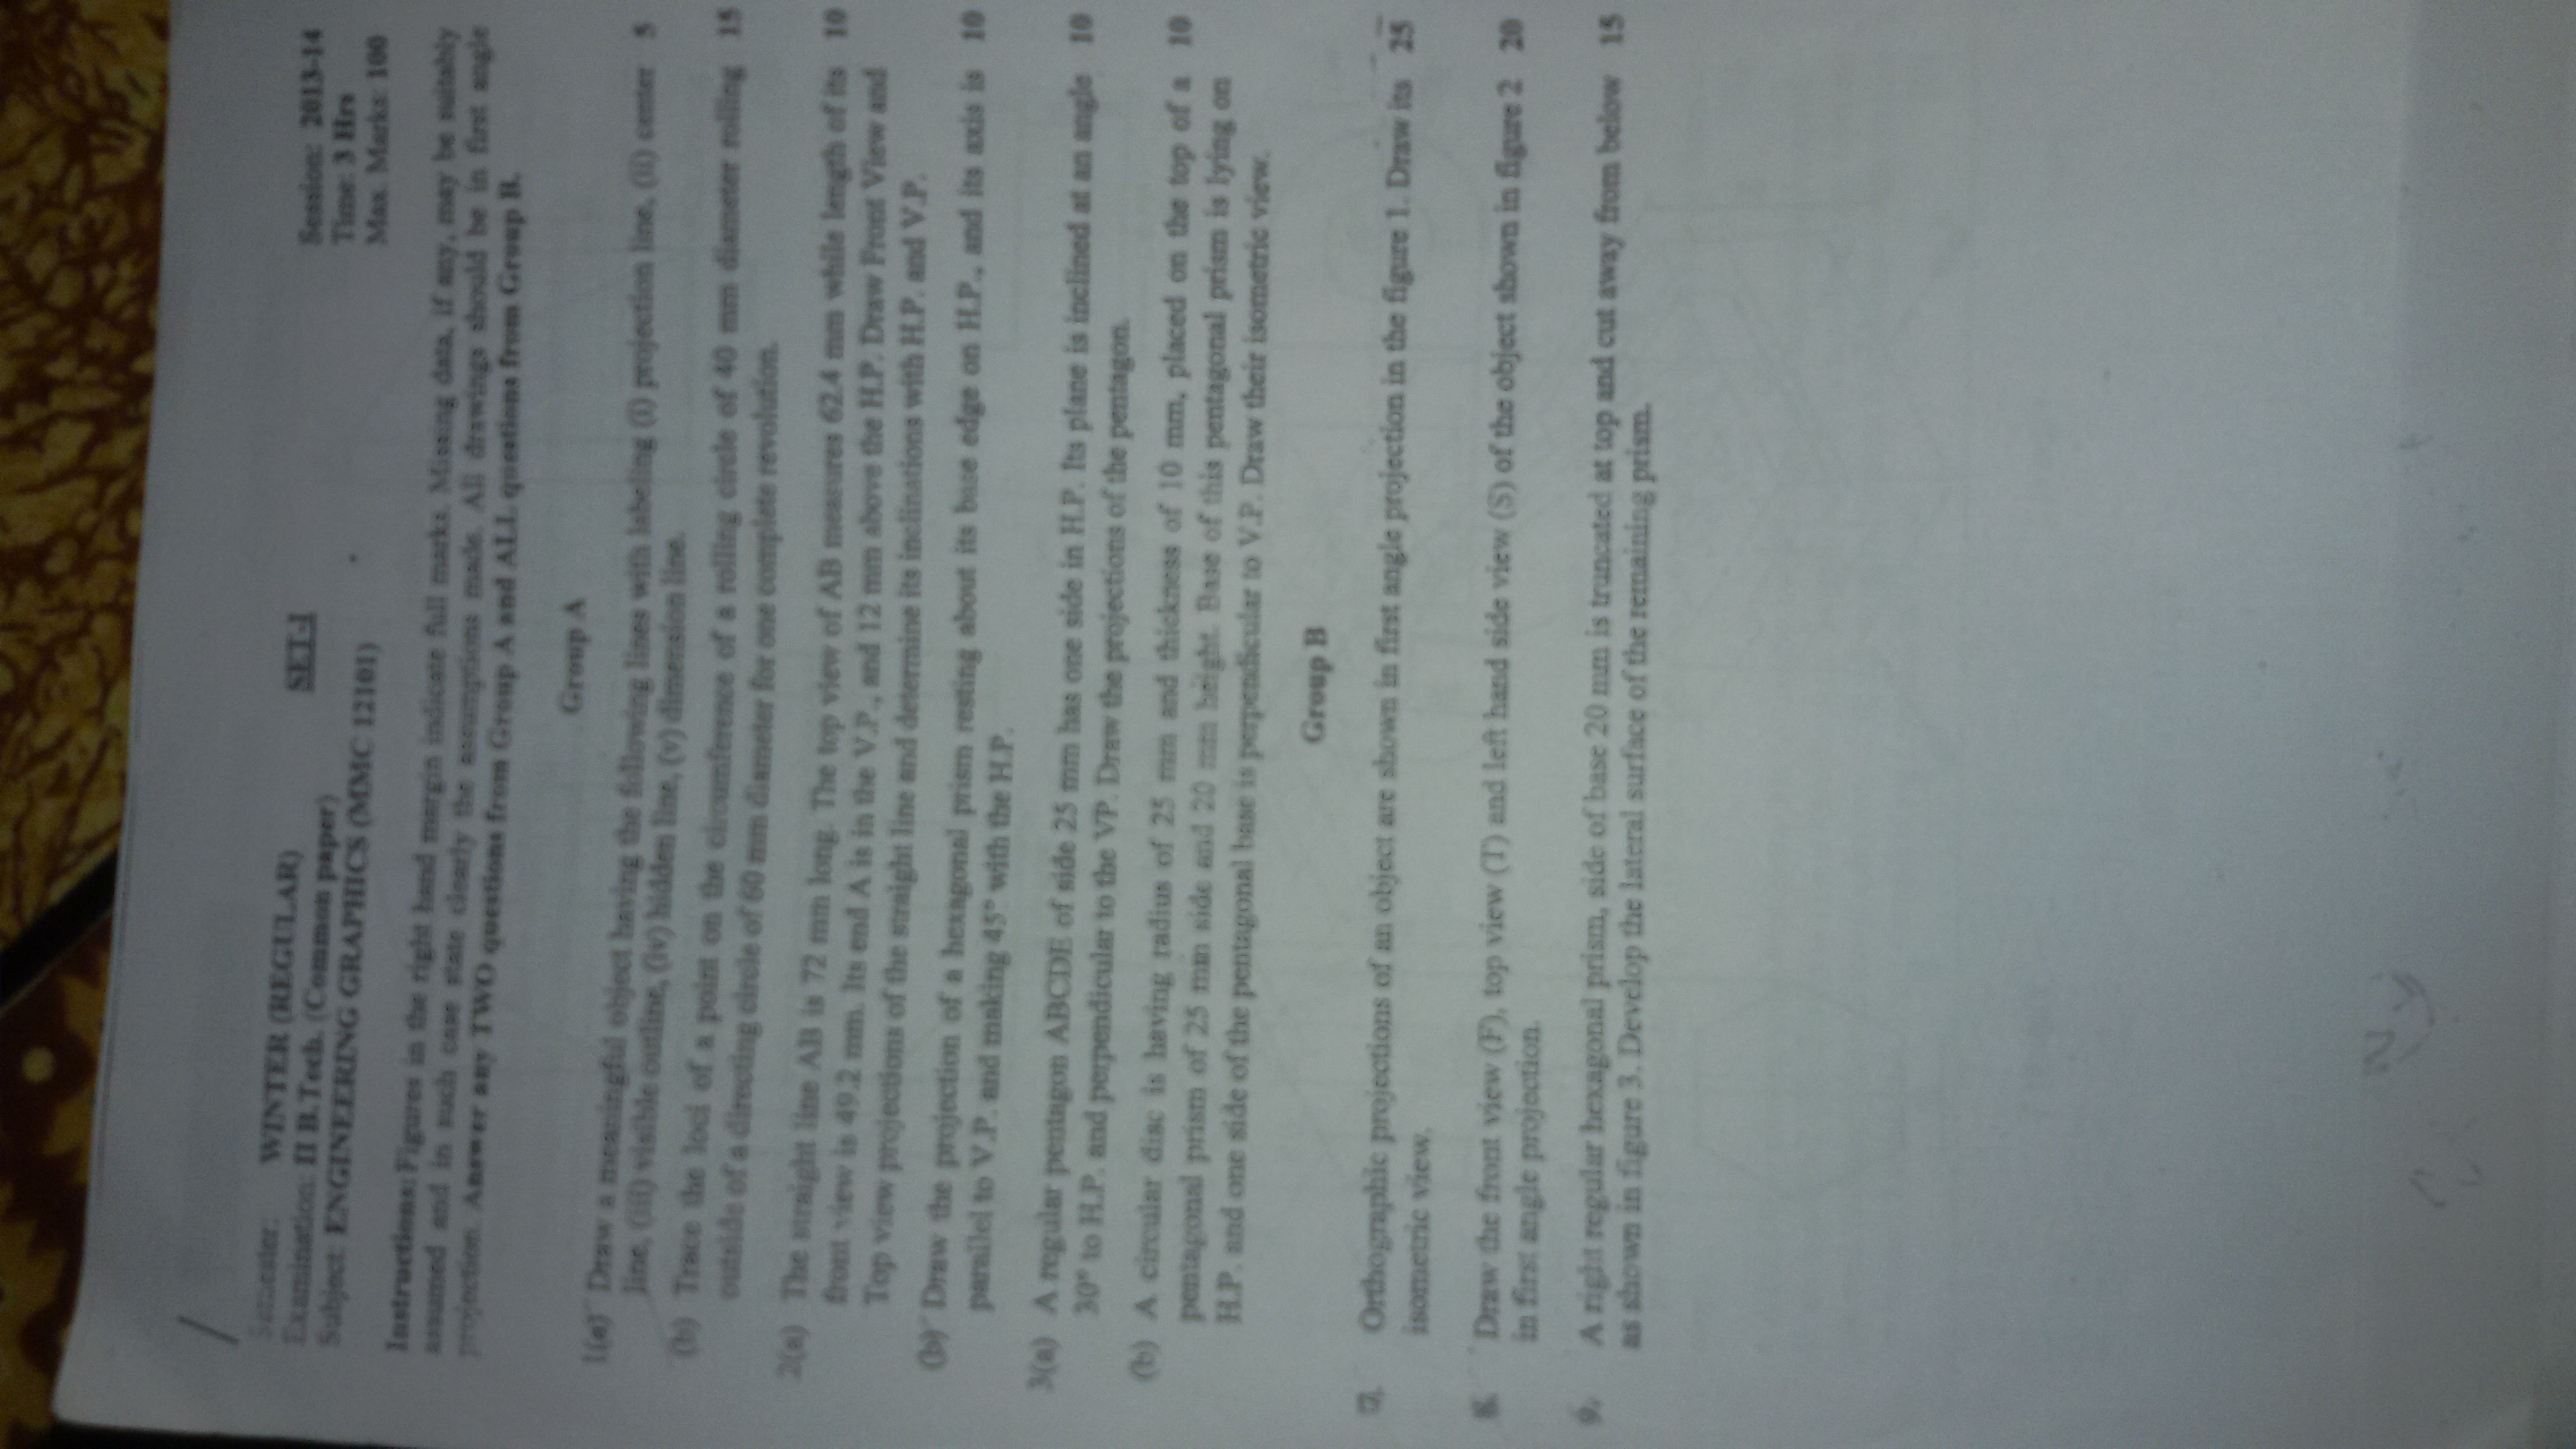 Semester: WINTER (REGULAR)
SET-I
Session: 2013-14
Examination: II B.Tech. (Common paper)
Time: 3 Hrs
Subject: ENGINEERING GRAPHICS (MMC 12101)
Max. Marks: 100
Instructions: Figures in the right hand margin indicate full marks. Missing data, if any, may be suitably
assumed and in such case state clearly the assumptions made. All drawings should be in first angle
projection. Answer any TWO questions from Group A and ALL questions from Group B.
Group A
1(a) Draw a meaningful object having the following lines with labeling (i) projection line, (ii) center 5
line, (iii) visible outline, (iv) hidden line, (v) dimension line.
(b) Trace the loci of a point on the circumference of a rolling circle of 40 mm diameter rolling 15
outside of a directing circle of 60 mm diameter for one complete revolution.
2(a) The straight line AB is 72 mm long. The top view of AB measures 62.4 mm while length of its 10
front view is 49.2 mm. Its end A is in the V.P., and 12 mm above the H.P. Draw Front View and
Top view projections of the straight line and determine its inclinations with H.P. and V.P.
(b) Draw the projection of a hexagonal prism resting about its base edge on H.P., and its axis is 10
parallel to V.P. and making 45° with the H.P.
3(a) A regular pentagon ABCDE of side 25 mm has one side in H.P. Its plane is inclined at an angle 10
30° to H.P. and perpendicular to the VP. Draw the projections of the pentagon.
(b) A circular disc is having radius of 25 mm and thickness of 10 mm, placed on the top of a 10
pentagonal prism of 25 mm side and 20 mm height. Base of this pentagonal prism is lying on
H.P. and one side of the pentagonal base is perpendicular to V.P. Draw their isometric view.
Group B
7. Orthographic projections of an object are shown in first angle projection in the figure 1. Draw its 25
isometric view.
8. Draw the front view (F), top view (T) and left hand side view (S) of the object shown in figure 2 20
in first angle projection.
9. A right regular hexagonal prism, side of base 20 mm is truncated at top and cut away from below 15
as shown in figure 3. Develop the lateral surface of the remaining prism.